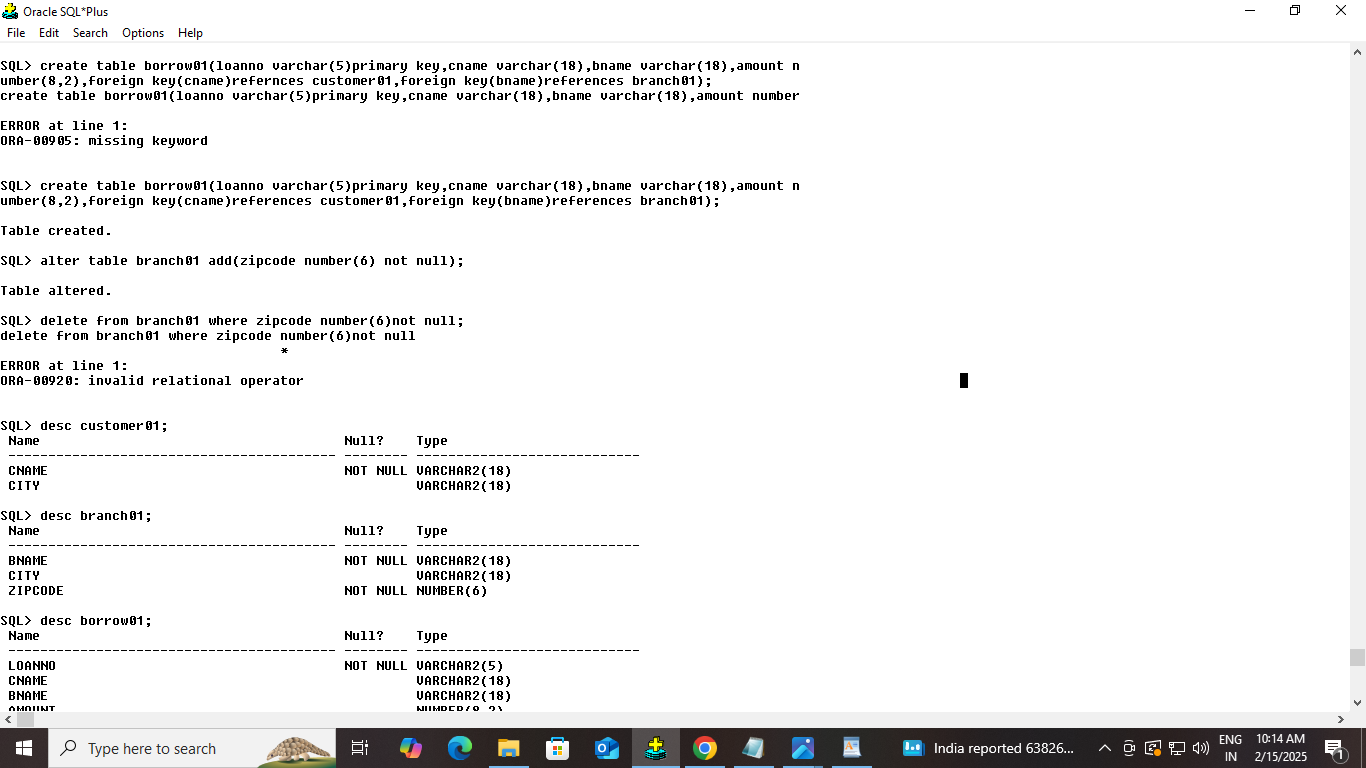 Oracle SQL*Plus
File Edit Search Options Help
SQL> create table borrow01(loanno varchar(5)primary key,cname varchar(18),bname varchar(18),amount n
umber(8,2),foreign key(cname)refernces customer01,foreign key(bname)references branch01);
create table borrow01(loanno varchar(5)primary key,cname varchar(18),bname varchar(18),amount number
ERROR at line 1:
ORA-00905: missing keyword
SQL> create table borrow01(loanno varchar(5)primary key,cname varchar(18),bname varchar(18),amount n
umber(8,2),foreign key(cname)references customer01,foreign key(bname)references branch01);
Table created.
SQL> alter table branch01 add(zipcode number(6) not null);
Table altered.
SQL> delete from branch01 where zipcode number(6)not null;
delete from branch01 where zipcode number(6)not null
*
ERROR at line 1:
ORA-00920: invalid relational operator
SQL> desc customer01;
Name Null? Type
----------------------------------------- -------- ----------------------------
CNAME NOT NULL VARCHAR2(18)
CITY VARCHAR2(18)
SQL> desc branch01;
Name Null? Type
----------------------------------------- -------- ----------------------------
BNAME NOT NULL VARCHAR2(18)
CITY VARCHAR2(18)
ZIPCODE NOT NULL NUMBER(6)
SQL> desc borrow01;
Name Null? Type
----------------------------------------- -------- ----------------------------
LOANNO NOT NULL VARCHAR2(5)
CNAME VARCHAR2(18)
BNAME VARCHAR2(18)
AMOUNT NUMBER(8,2)
Type here to search
India reported 63826...
ENG
IN
10:14 AM
2/15/2025
1